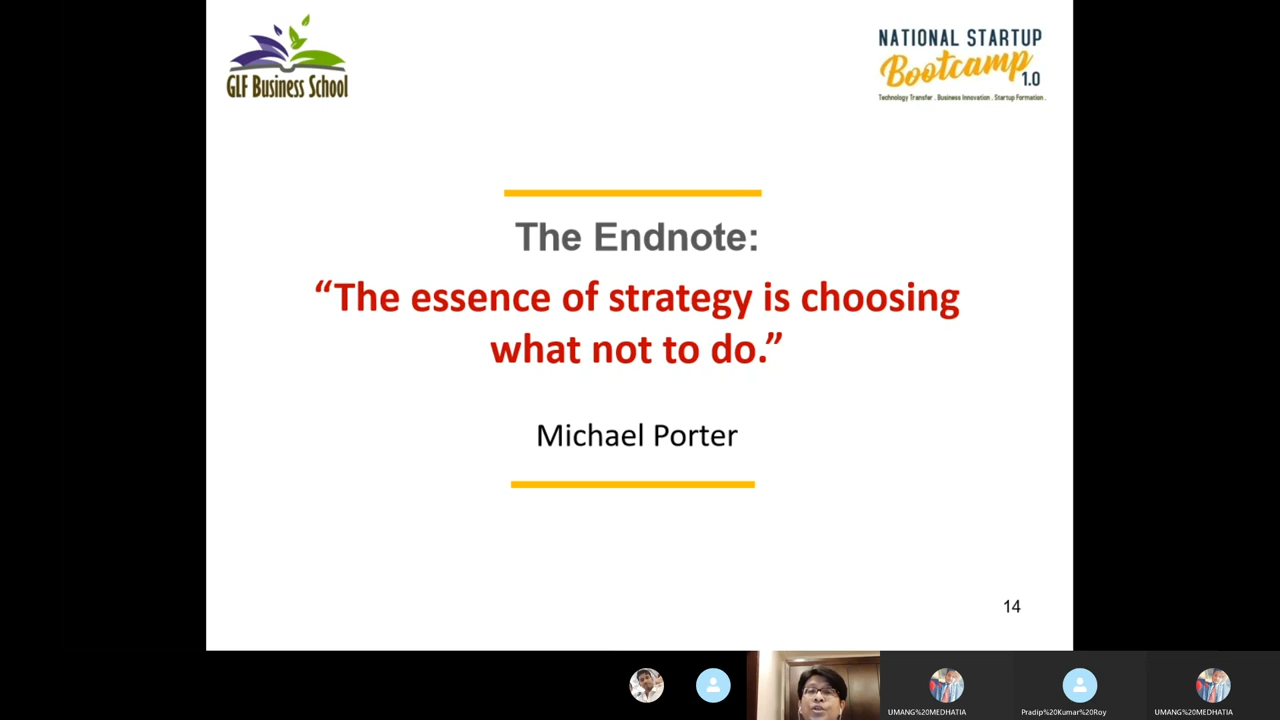 GLF Business School
NATIONAL STARTUP
Bootcamp
1.0
Technology Transfer . Business Innovation . Startup Formation .
The Endnote:
“The essence of strategy is choosing
what not to do.”
Michael Porter
14
UMANG%20MEDHATIA
Pradip%20Kumar%20Roy
UMANG%20MEDHATIA